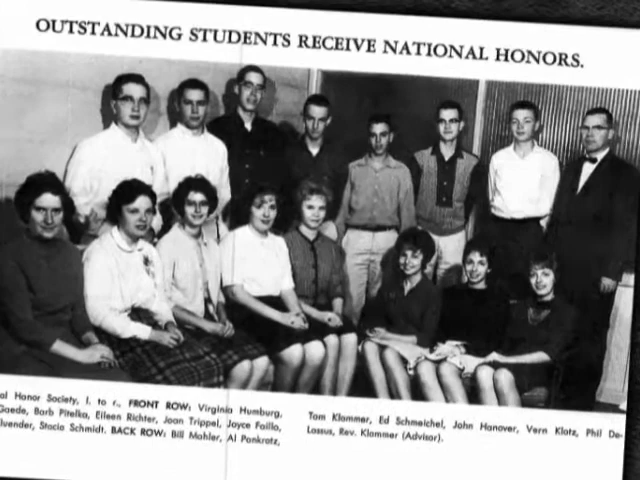 OUTSTANDING STUDENTS RECEIVE NATIONAL HONORS.
al Honor Society, l. to r., FRONT ROW: Virginia Humburg,
Gaede, Barb Pitelka, Eileen Richter, Joan Trippel, Joyce Faillo,
lvender, Stacia Schmidt. BACK ROW: Bill Mahler, Al Pankratz,
Tom Klammer, Ed Schmeichel, John Hanover, Vern Klotz, Phil De-
Lassus, Rev. Klammer (Advisor).